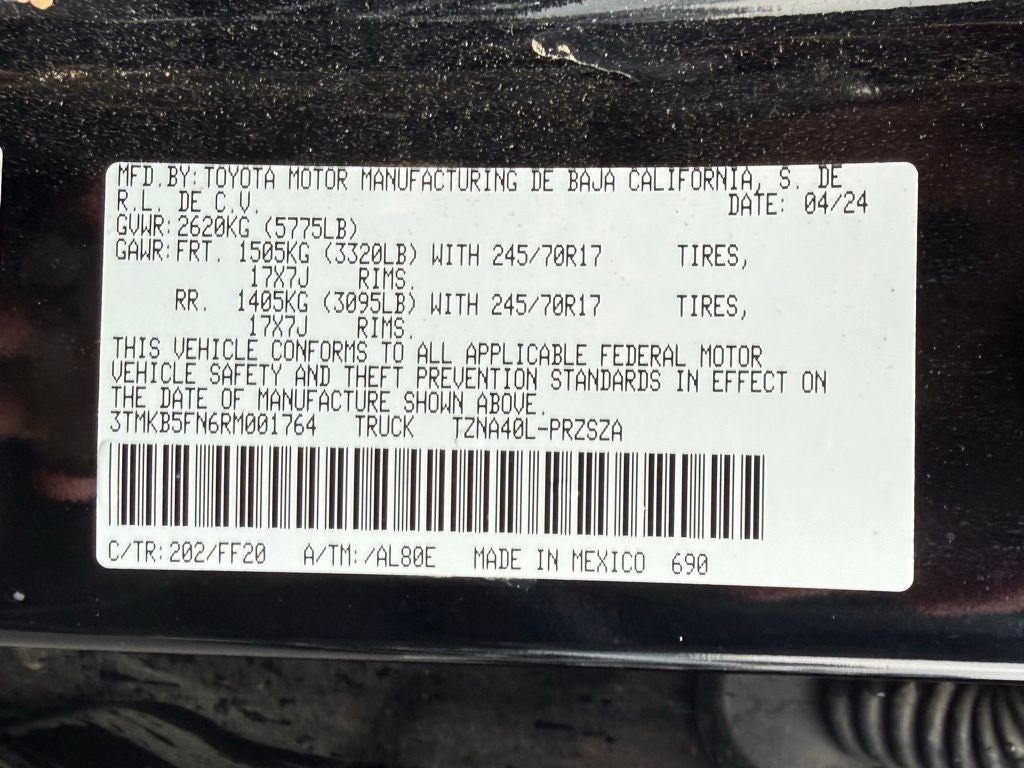 MFD.BY: TOYOTA MOTOR MANUFACTURING DE BAJA CALIFORNIA, S. DE
R.L. DE C.V. DATE: 04/24
GVWR: 2620KG (5775LB)
GAWR: FRT. 1505KG (3320LB) WITH 245/70R17 TIRES,
17X7J RIMS.
RR. 1405KG (3095LB) WITH 245/70R17 TIRES,
17X7J RIMS.
THIS VEHICLE CONFORMS TO ALL APPLICABLE FEDERAL MOTOR
VEHICLE SAFETY AND THEFT PREVENTION STANDARDS IN EFFECT ON
THE DATE OF MANUFACTURE SHOWN ABOVE.
3TMKB5FN6RM001764 TRUCK TZNA40L-PRZSZA
C/TR: 202/FF20 A/TM: /AL80E MADE IN MEXICO 690